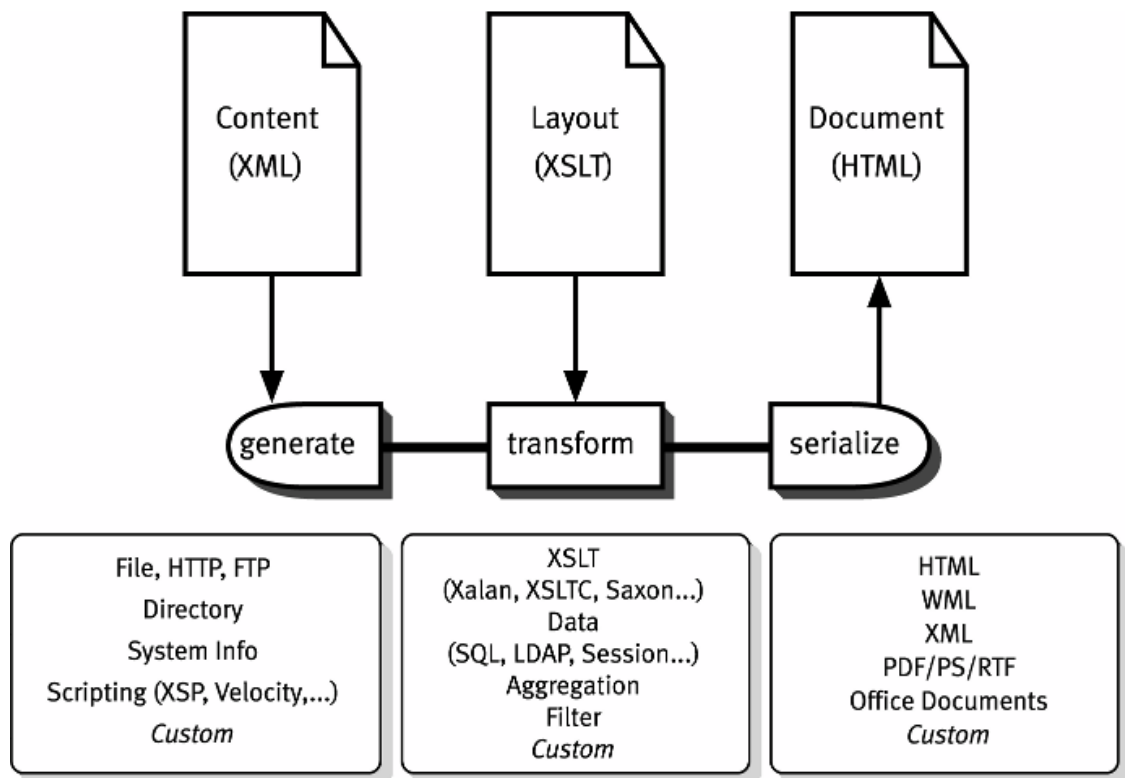 Content
(XML)
Layout
(XSLT)
Document
(HTML)
generate
transform
serialize
File, HTTP, FTP
Directory
System Info
Scripting (XSP, Velocity,...)
Custom
XSLT
(Xalan, XSLTC, Saxon...)
Data
(SQL, LDAP, Session...)
Aggregation
Filter
Custom
HTML
WML
XML
PDF/PS/RTF
Office Documents
Custom